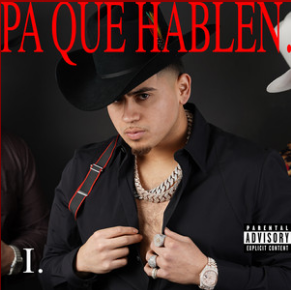 PA QUE HABLEN.
I.
PARENTAL
ADVISORY
EXPLICIT CONTENT